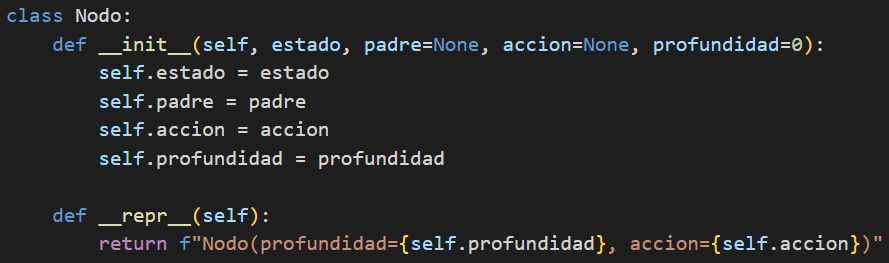 class Nodo:
    def __init__(self, estado, padre=None, accion=None, profundidad=0):
        self.estado = estado
        self.padre = padre
        self.accion = accion
        self.profundidad = profundidad

    def __repr__(self):
        return f"Nodo(profundidad={self.profundidad}, accion={self.accion})"